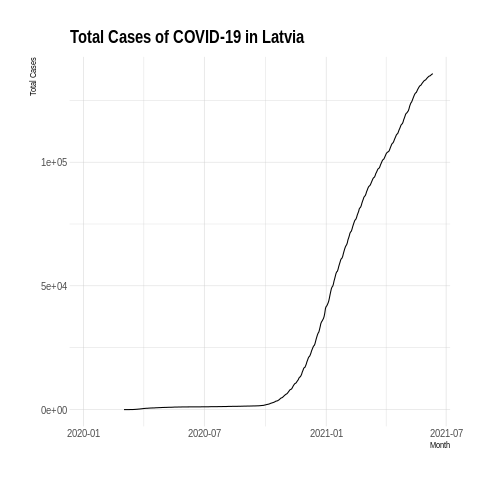 Total Cases of COVID-19 in Latvia
Total Cases
1e+05
5e+04
0e+00
2020-01 2020-07 2021-01 2021-07
Month